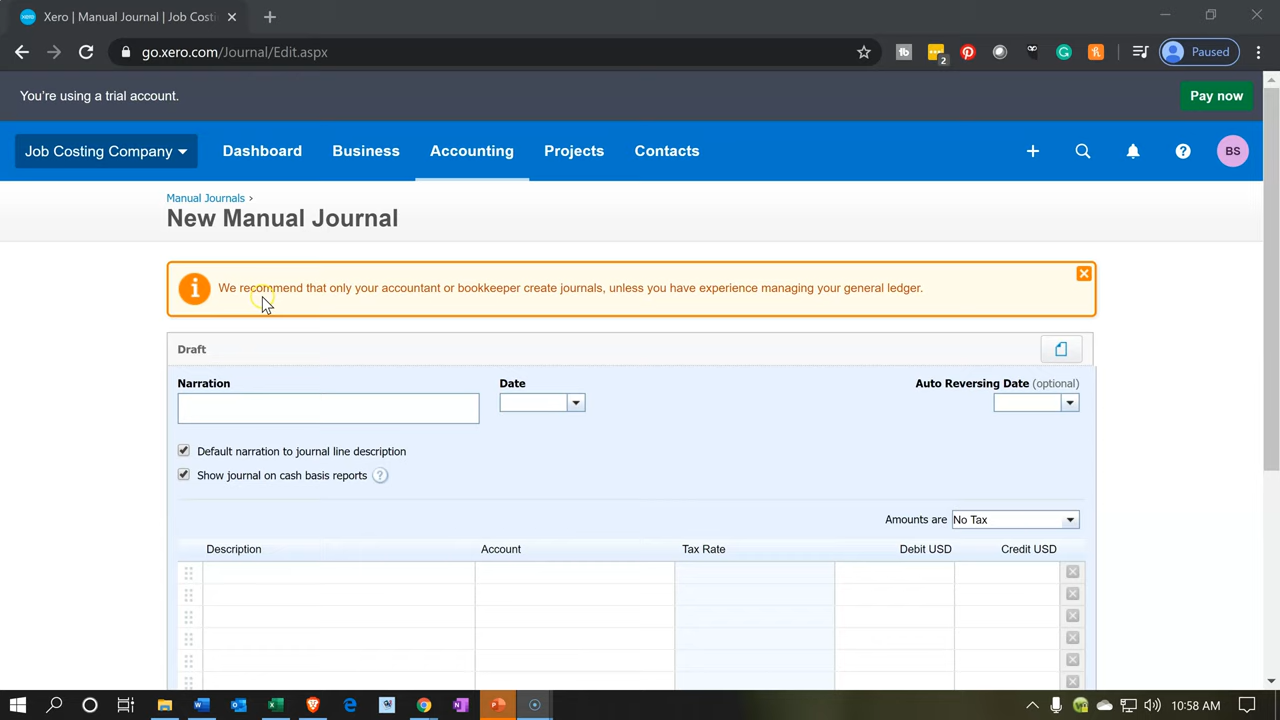 Xero | Manual Journal | Job Costi
go.xero.com/Journal/Edit.aspx
2
Paused
You're using a trial account.
Pay now
Job Costing Company
Dashboard
Business
Accounting
Projects
Contacts
BS
Manual Journals ›
New Manual Journal
We recommend that only your accountant or bookkeeper create journals, unless you have experience managing your general ledger.
Draft
Narration
Date
Auto Reversing Date (optional)
Default narration to journal line description
Show journal on cash basis reports ?
Amounts are No Tax
Description Account Tax Rate Debit USD Credit USD
10:58 AM